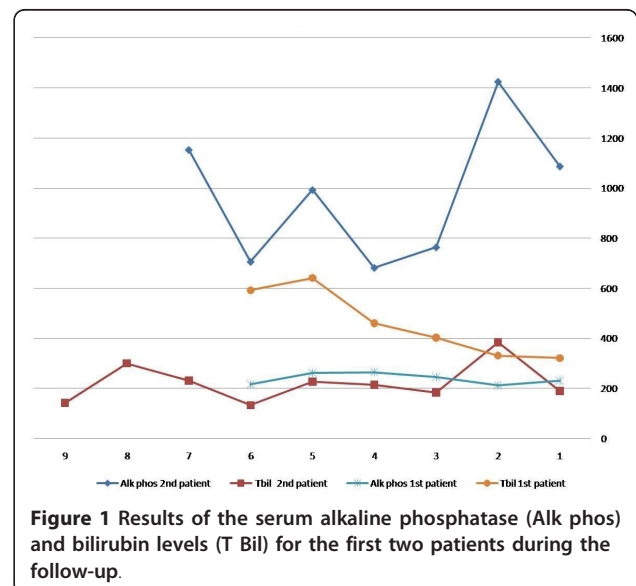 1600
1400
1200
1000
800
600
400
200
0
9 8 7 6 5 4 3 2 1
Alk phos 2nd patient Tbil 2nd patient Alk phos 1st patient Tbil 1st patient
Figure 1 Results of the serum alkaline phosphatase (Alk phos)
and bilirubin levels (T Bil) for the first two patients during the
follow-up.